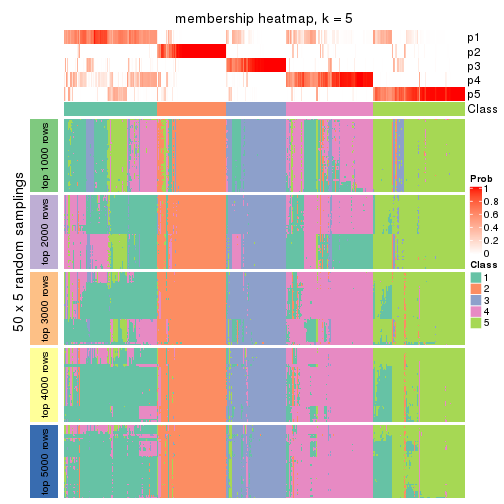 membership heatmap, k = 5
p1
p2
p3
p4
p5
Class
50 x 5 random samplings
top 1000 rows
top 2000 rows
top 3000 rows
top 4000 rows
top 5000 rows
Prob
1
0.8
0.6
0.4
0.2
0
Class
1
2
3
4
5